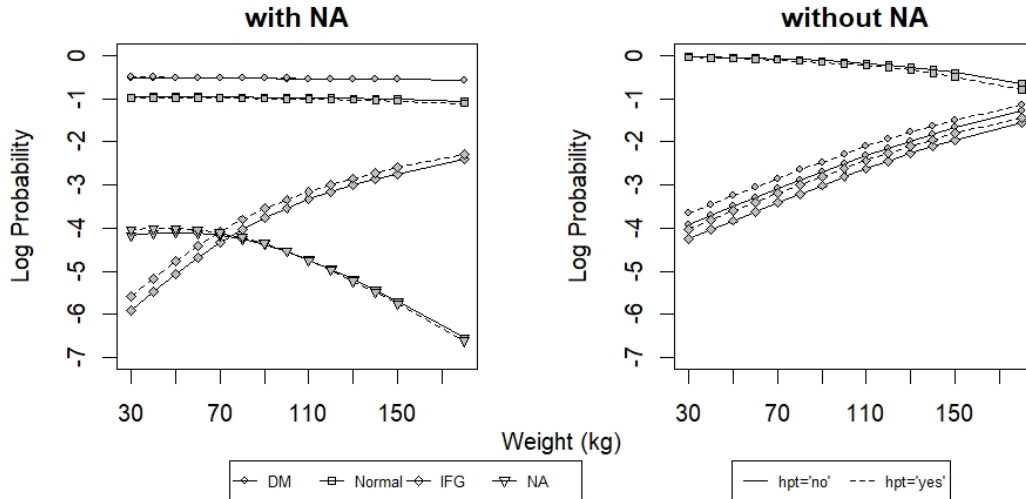 with NA
without NA
Log Probability
0
-1
-2
-3
-4
-5
-6
-7
30 70 110 150
Log Probability
0
-1
-2
-3
-4
-5
-6
-7
30 70 110 150
Weight (kg)
DM Normal IFG NA
hpt='no' hpt='yes'